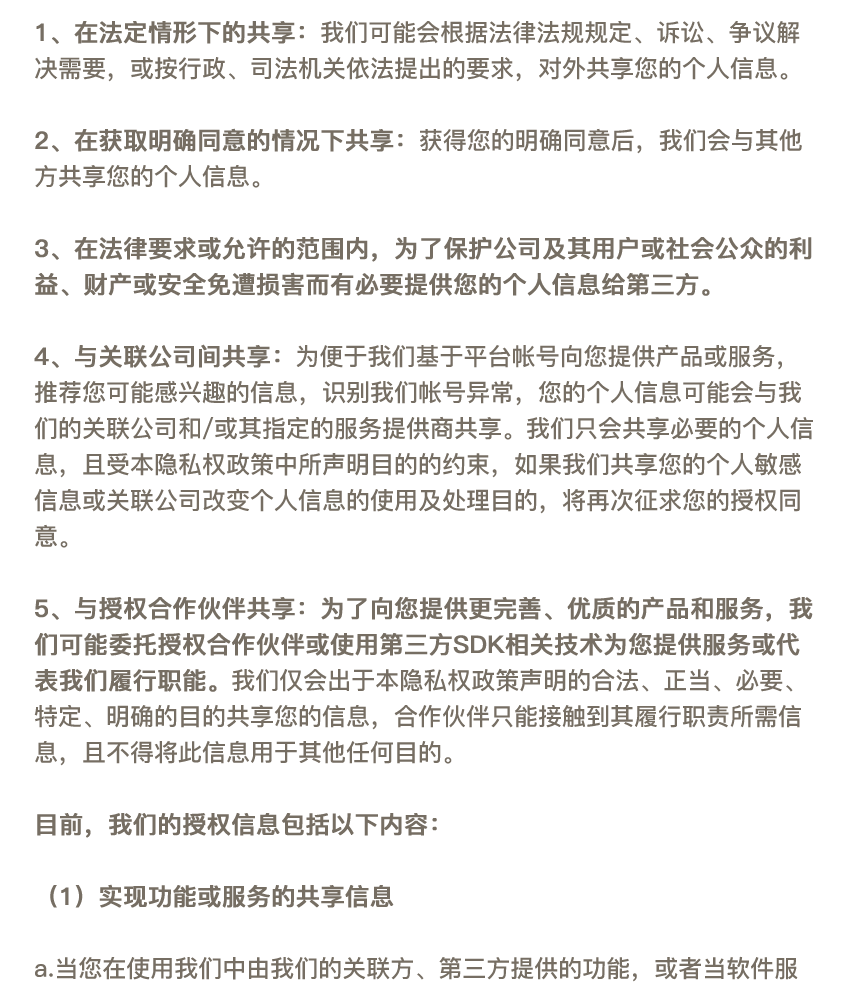 1、在法定情形下的共享：我们可能会根据法律法规规定、诉讼、争议解
决需要，或按行政、司法机关依法提出的要求，对外共享您的个人信息。
2、在获取明确同意的情况下共享：获得您的明确同意后，我们会与其他
方共享您的个人信息。
3、在法律要求或允许的范围内，为了保护公司及其用户或社会公众的利
益、财产或安全免遭损害而有必要提供您的个人信息给第三方。
4、与关联公司间共享：为便于我们基于平台帐号向您提供产品或服务，
推荐您可能感兴趣的信息，识别我们帐号异常，您的个人信息可能会与我
们的关联公司和/或其指定的服务提供商共享。我们只会共享必要的个人信
息，且受本隐私权政策中所声明目的的约束，如果我们共享您的个人敏感
信息或关联公司改变个人信息的使用及处理目的，将再次征求您的授权同
意。
5、与授权合作伙伴共享：为了向您提供更完善、优质的产品和服务，我
们可能委托授权合作伙伴或使用第三方SDK相关技术为您提供服务或代
表我们履行职能。我们仅会出于本隐私权政策声明的合法、正当、必要、
特定、明确的目的共享您的信息，合作伙伴只能接触到其履行职责所需信
息，且不得将此信息用于其他任何目的。
目前，我们的授权信息包括以下内容：
（1）实现功能或服务的共享信息
a.当您在使用我们中由我们的关联方、第三方提供的功能，或者当软件服